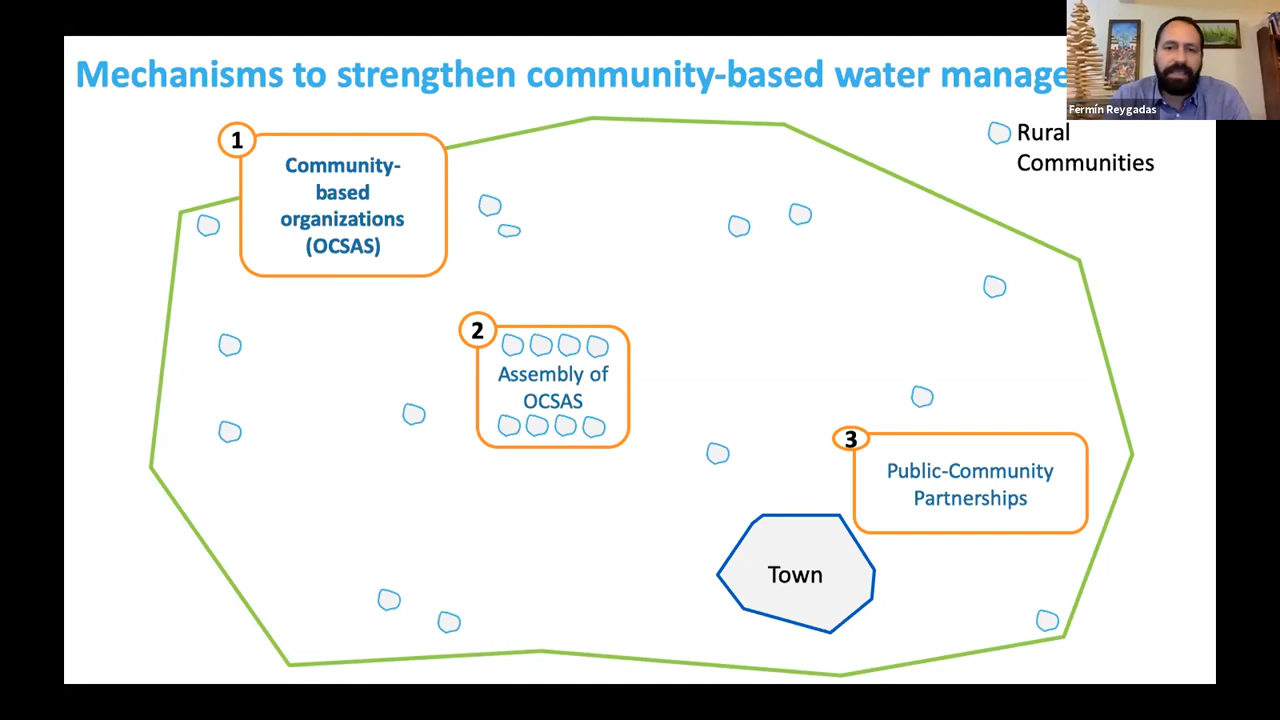 Mechanisms to strengthen community-based water manage
Fermín Reygadas
Rural
Communities
1
Community-
based
organizations
(OCSAS)
2
Assembly of
OCSAS
3
Public-Community
Partnerships
Town